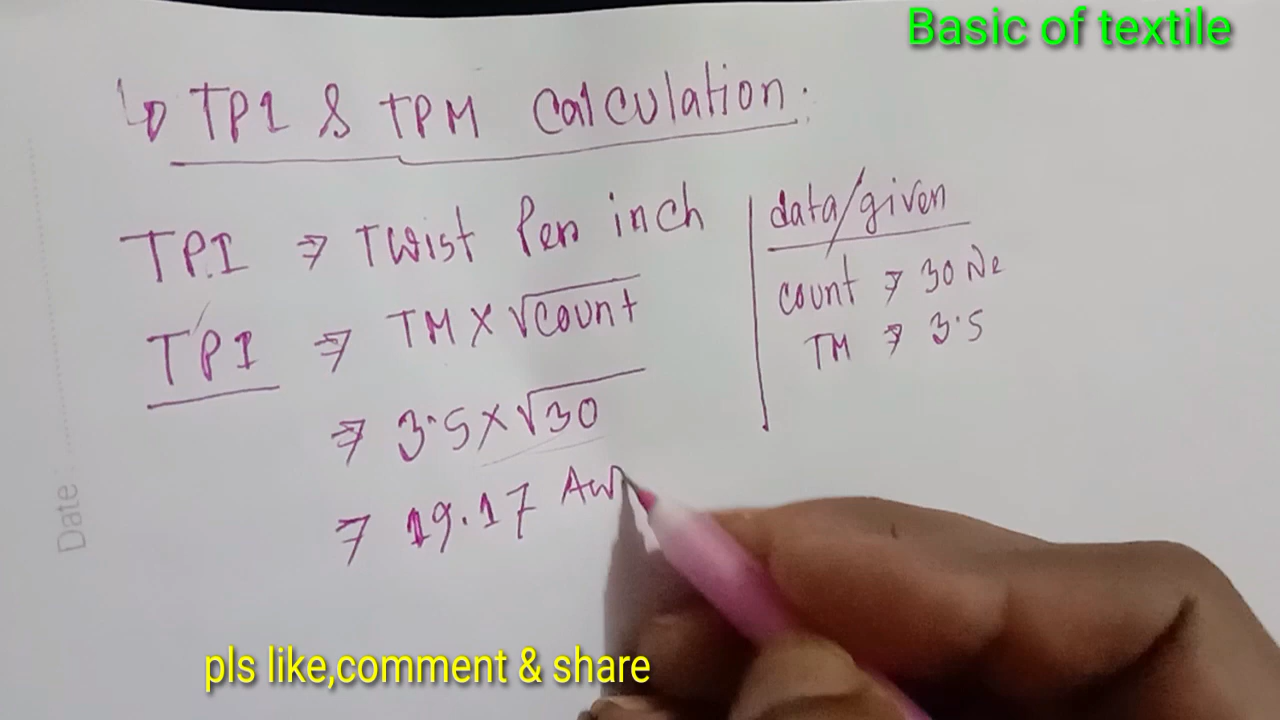 Basic of textile
TPI & TPM Calculation.
TPI ⇒ Twist Per inch
TPI ⇒ TM × √count
⇒ 3.5 × √30
⇒ 19.17 Aw
data/given
count ⇒ 30 Ne
TM ⇒ 3.5
Date:
pls like,comment & share